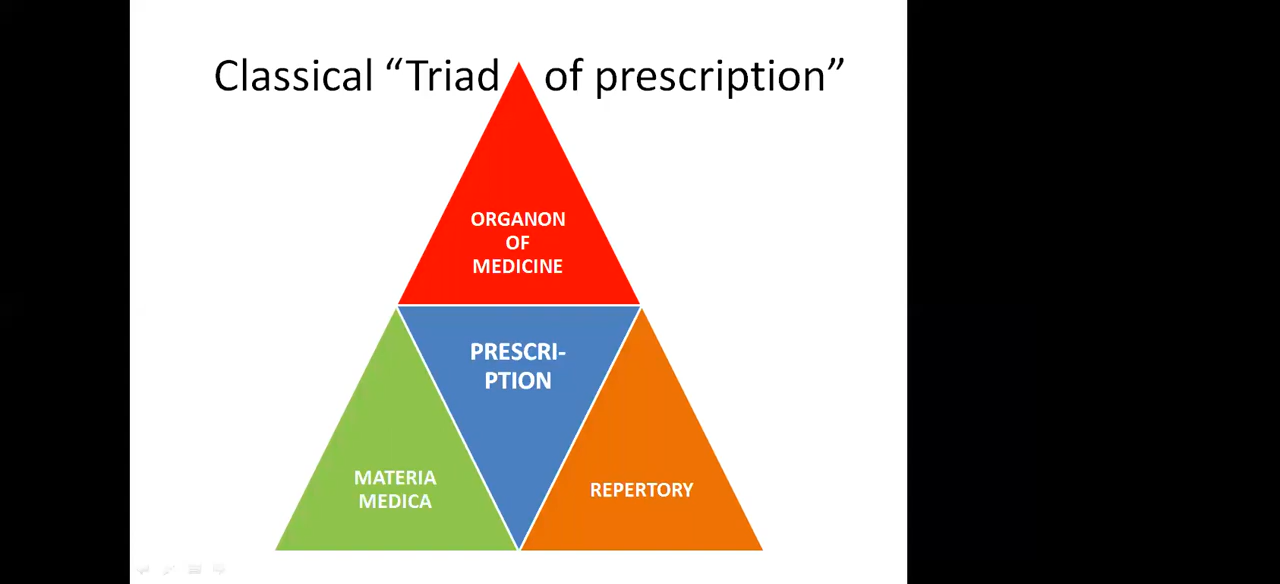 Classical “Triad of prescription”
ORGANON
OF
MEDICINE
PRESCRI-
PTION
MATERIA
MEDICA
REPERTORY